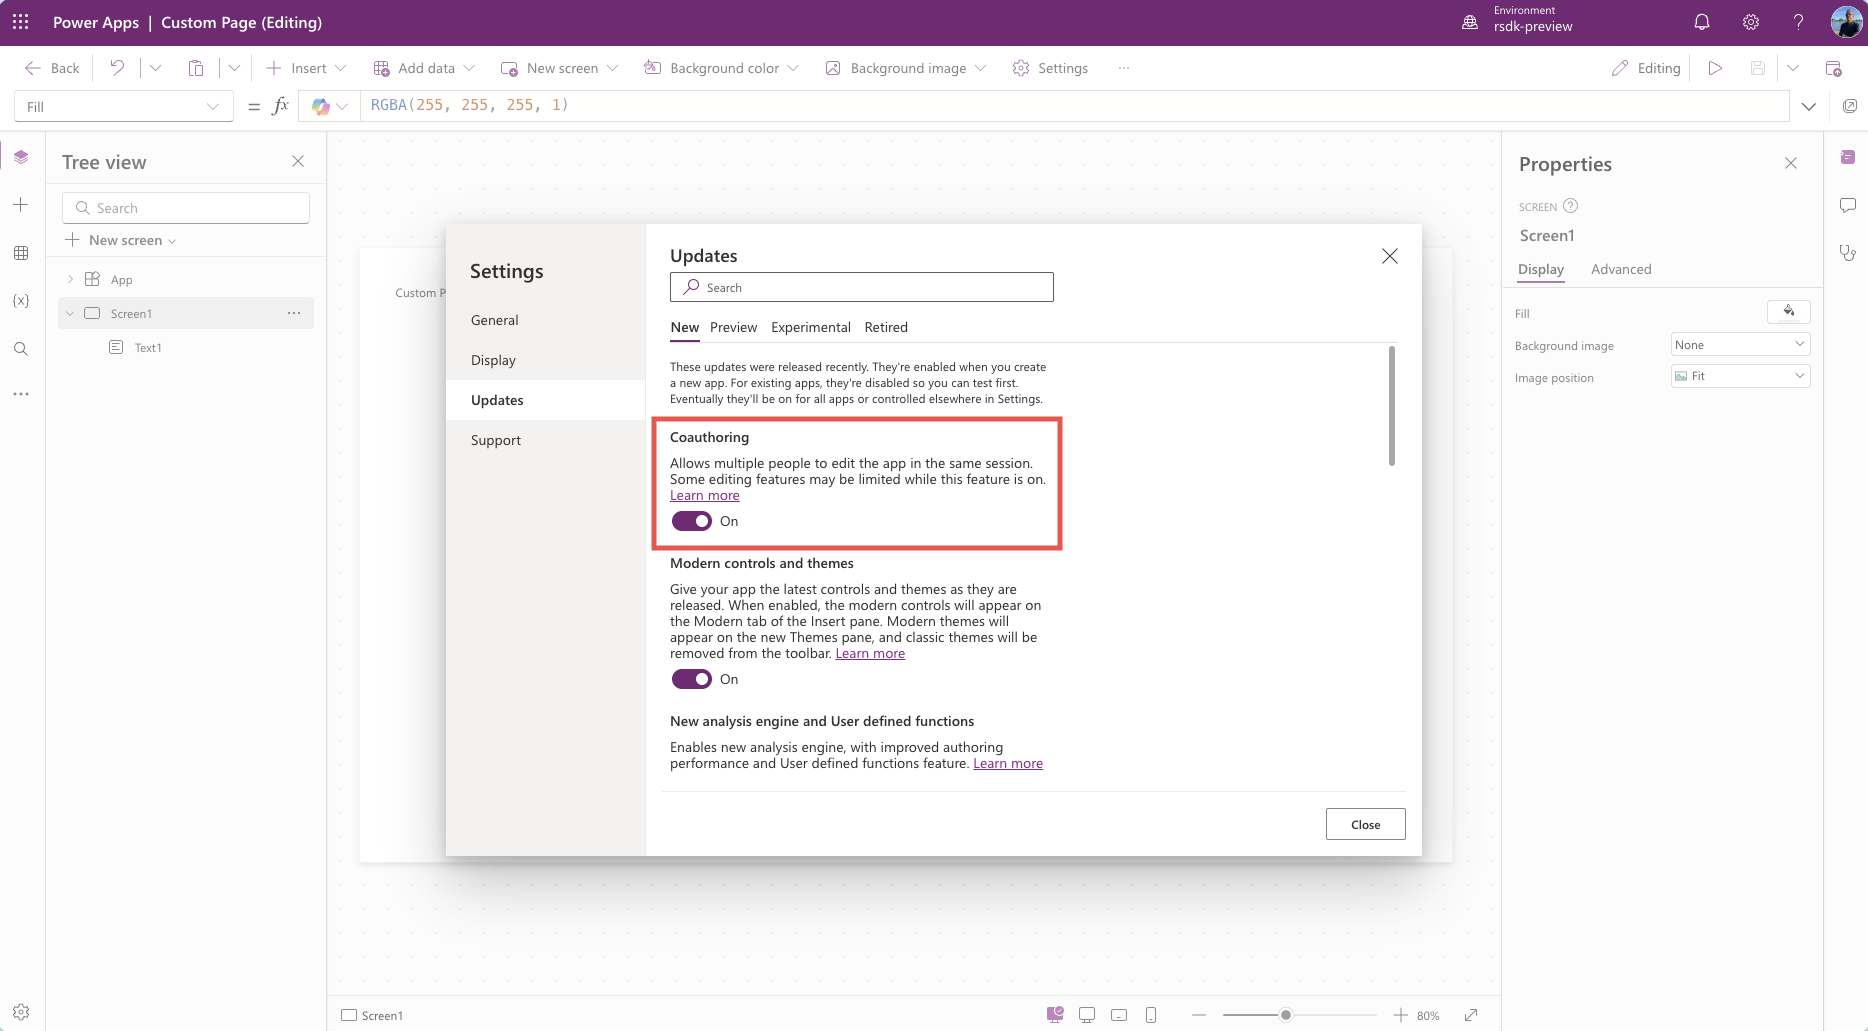 Power Apps | Custom Page (Editing)
Environment
rsdk-preview
Back
Insert
Add data
New screen
Background color
Background image
Settings
Editing
Fill
= fx
RGBA(255, 255, 255, 1)
Tree view
Search
New screen
App
Screen1
Text1
Custom P
Settings
General
Display
Updates
Support
Updates
Search
New Preview Experimental Retired
These updates were released recently. They're enabled when you create
a new app. For existing apps, they're disabled so you can test first.
Eventually they'll be on for all apps or controlled elsewhere in Settings.
Coauthoring
Allows multiple people to edit the app in the same session.
Some editing features may be limited while this feature is on.
Learn more
On
Modern controls and themes
Give your app the latest controls and themes as they are
released. When enabled, the modern controls will appear on
the Modern tab of the Insert pane. Modern themes will
appear on the new Themes pane, and classic themes will be
removed from the toolbar. Learn more
On
New analysis engine and User defined functions
Enables new analysis engine, with improved authoring
performance and User defined functions feature. Learn more
Close
Properties
SCREEN
Screen1
Display Advanced
Fill
Background image
None
Image position
Fit
Screen1
80%